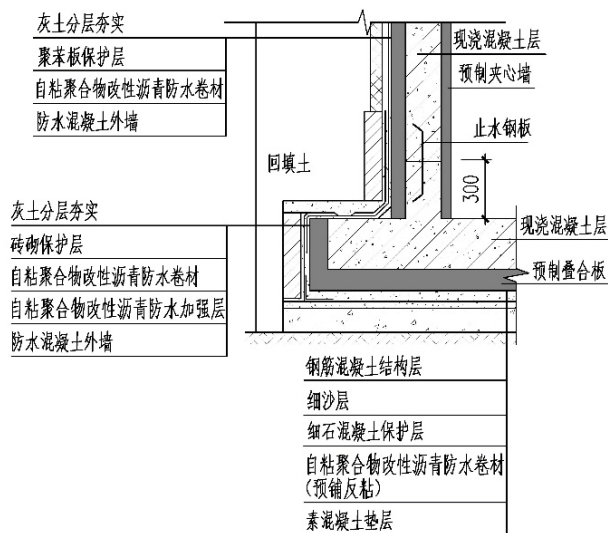 灰土分层夯实
聚苯板保护层
自粘聚合物改性沥青防水卷材
防水混凝土外墙
现浇混凝土层
预制夹心墙
止水钢板
回填土
300
灰土分层夯实
砖砌保护层
自粘聚合物改性沥青防水卷材
自粘聚合物改性沥青防水加强层
防水混凝土外墙
现浇混凝土层
预制叠合板
钢筋混凝土结构层
细沙层
细石混凝土保护层
自粘聚合物改性沥青防水卷材
(预铺反粘)
素混凝土垫层